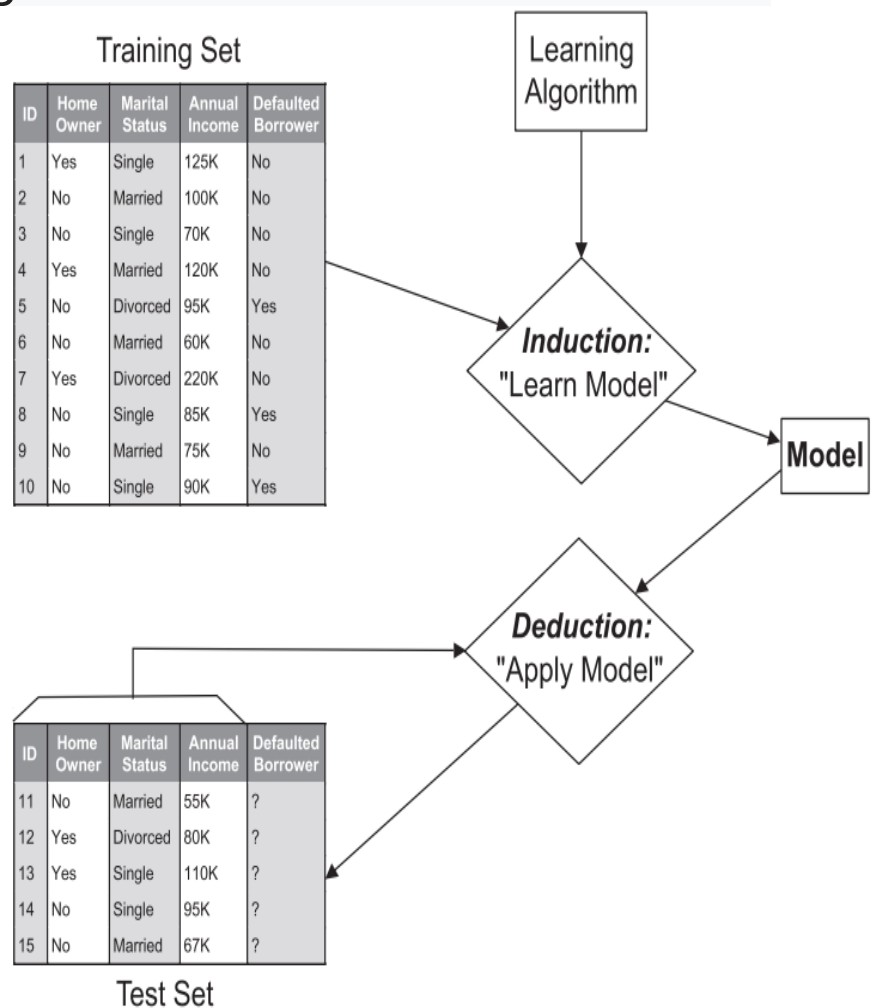 Training Set
ID Home Owner Marital Status Annual Income Defaulted Borrower
1 Yes Single 125K No
2 No Married 100K No
3 No Single 70K No
4 Yes Married 120K No
5 No Divorced 95K Yes
6 No Married 60K No
7 Yes Divorced 220K No
8 No Single 85K Yes
9 No Married 75K No
10 No Single 90K Yes
Learning
Algorithm
Induction:
"Learn Model"
Model
Deduction:
"Apply Model"
ID Home Owner Marital Status Annual Income Defaulted Borrower
11 No Married 55K ?
12 Yes Divorced 80K ?
13 Yes Single 110K ?
14 No Single 95K ?
15 No Married 67K ?
Test Set